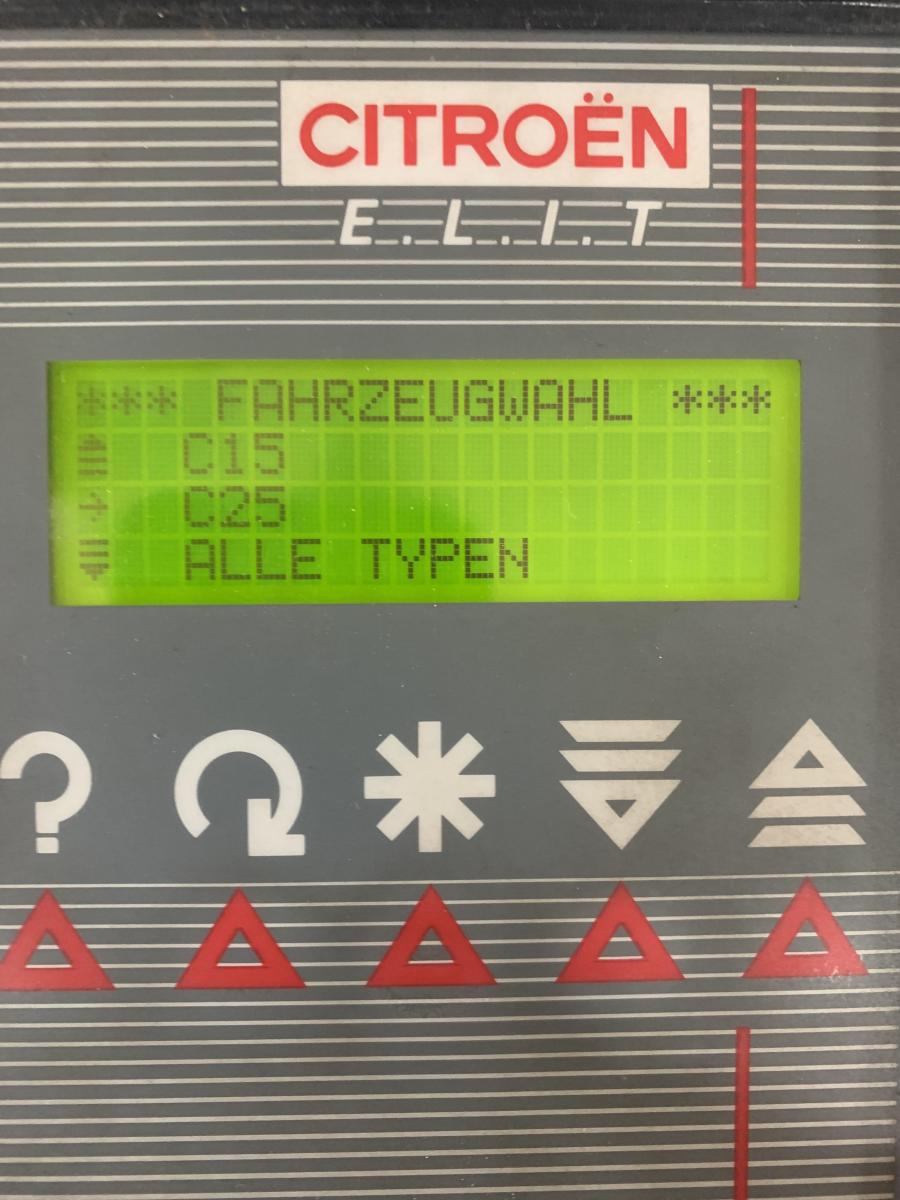 CITROËN
E.L.I.T
*** FAHRZEUGWAHL ***
C15
→ C25
ALLE TYPEN
?
*